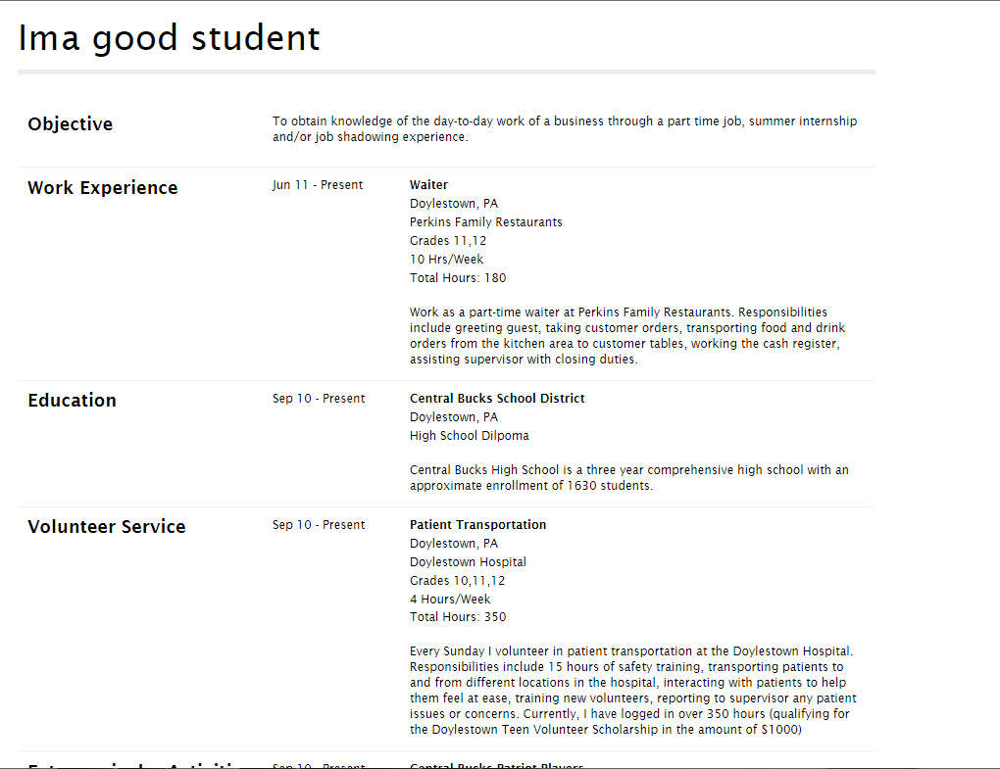 Ima good student
Objective
To obtain knowledge of the day-to-day work of a business through a part time job, summer internship
and/or job shadowing experience.
Work Experience
Jun 11 - Present
Waiter
Doylestown, PA
Perkins Family Restaurants
Grades 11,12
10 Hrs/Week
Total Hours: 180
Work as a part-time waiter at Perkins Family Restaurants. Responsibilities
include greeting guest, taking customer orders, transporting food and drink
orders from the kitchen area to customer tables, working the cash register,
assisting supervisor with closing duties.
Education
Sep 10 - Present
Central Bucks School District
Doylestown, PA
High School Dilpoma
Central Bucks High School is a three year comprehensive high school with an
approximate enrollment of 1630 students.
Volunteer Service
Sep 10 - Present
Patient Transportation
Doylestown, PA
Doylestown Hospital
Grades 10,11,12
4 Hours/Week
Total Hours: 350
Every Sunday I volunteer in patient transportation at the Doylestown Hospital.
Responsibilities include 15 hours of safety training, transporting patients to
and from different locations in the hospital, interacting with patients to help
them feel at ease, training new volunteers, reporting to supervisor any patient
issues or concerns. Currently, I have logged in over 350 hours (qualifying for
the Doylestown Teen Volunteer Scholarship in the amount of $1000)
Sep 10 - Present
Central Bucks Patriot Players